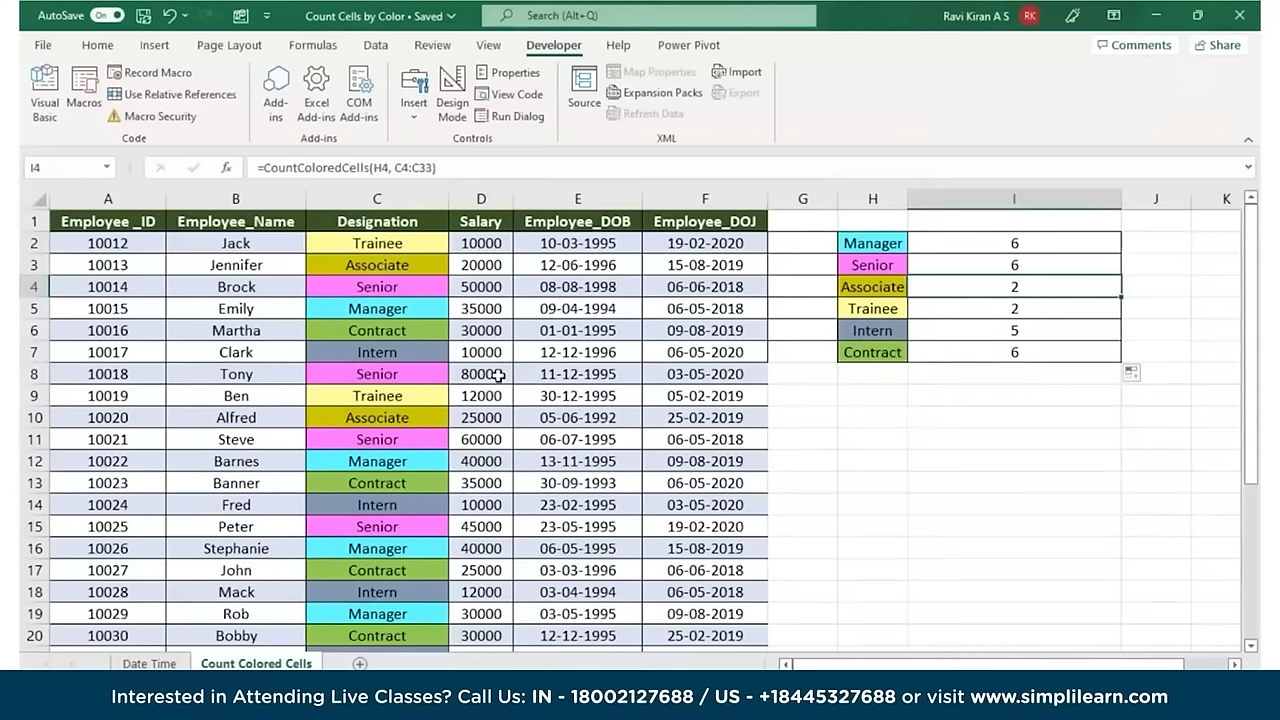 AutoSave On Count Cells by Color • Saved Search (Alt+Q) Ravi Kiran A S RK
File Home Insert Page Layout Formulas Data Review View Developer Help Power Pivot Comments Share
Visual Basic
Macros
Record Macro
Use Relative References
Macro Security
Code
Add-ins
Excel Add-ins
COM Add-ins
Add-ins
Insert
Design Mode
Properties
View Code
Run Dialog
Controls
Source
Map Properties
Expansion Packs
Refresh Data
Import
Export
XML
I4 fx =CountColoredCells(H4, C4:C33)
A B C D E F G H I J K
1 Employee _ID Employee_Name Designation Salary Employee_DOB Employee_DOJ
2 10012 Jack Trainee 10000 10-03-1995 19-02-2020 Manager 6
3 10013 Jennifer Associate 20000 12-06-1996 15-08-2019 Senior 6
4 10014 Brock Senior 50000 08-08-1998 06-06-2018 Associate 2
5 10015 Emily Manager 35000 09-04-1994 06-05-2018 Trainee 2
6 10016 Martha Contract 30000 01-01-1995 09-08-2019 Intern 5
7 10017 Clark Intern 10000 12-12-1996 06-05-2020 Contract 6
8 10018 Tony Senior 80000 11-12-1995 03-05-2020
9 10019 Ben Trainee 12000 30-12-1995 05-02-2019
10 10020 Alfred Associate 25000 05-06-1992 25-02-2019
11 10021 Steve Senior 60000 06-07-1995 06-05-2018
12 10022 Barnes Manager 40000 13-11-1995 09-08-2018
13 10023 Banner Contract 35000 30-09-1993 06-05-2020
14 10024 Fred Intern 10000 23-02-1995 03-05-2020
15 10025 Peter Senior 45000 23-05-1995 19-02-2020
16 10026 Stephanie Manager 40000 06-05-1995 15-08-2019
17 10027 John Contract 25000 03-03-1996 06-06-2018
18 10028 Mack Intern 12000 03-04-1994 06-05-2018
19 10029 Rob Manager 30000 03-05-1995 09-08-2019
20 10030 Bobby Contract 30000 12-12-1995 25-02-2019
Date Time Count Colored Cells
Interested in Attending Live Classes? Call Us: IN - 18002127688 / US - +18445327688 or visit www.simplilearn.com